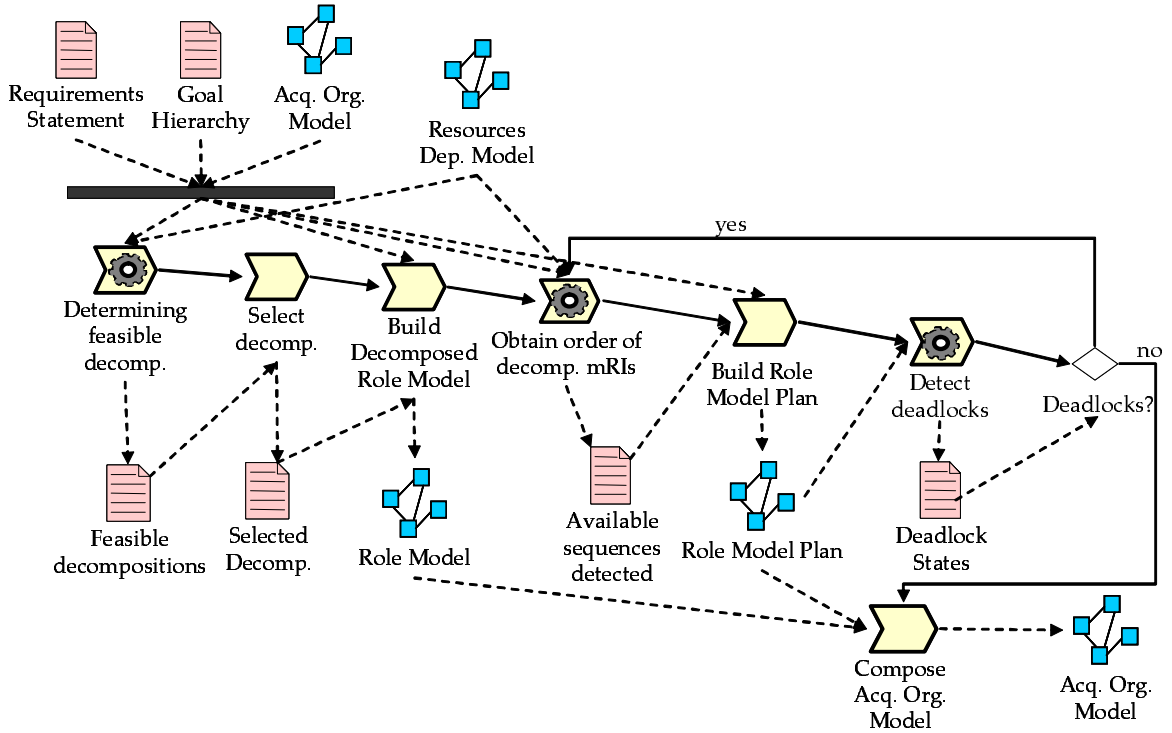 Requirements
Statement
Goal
Hierarchy
Acq. Org.
Model
Resources
Dep. Model
yes
Determining
feasible
decomp.
Select
decomp.
Build
Decomposed
Role Model
Obtain order of
decomp. mRIs
Build Role
Model Plan
Detect
deadlocks
no
Deadlocks?
Feasible
decompositions
Selected
Decomp.
Role Model
Available
sequences
detected
Role Model Plan
Deadlock
States
Compose
Acq. Org.
Model
Acq. Org.
Model